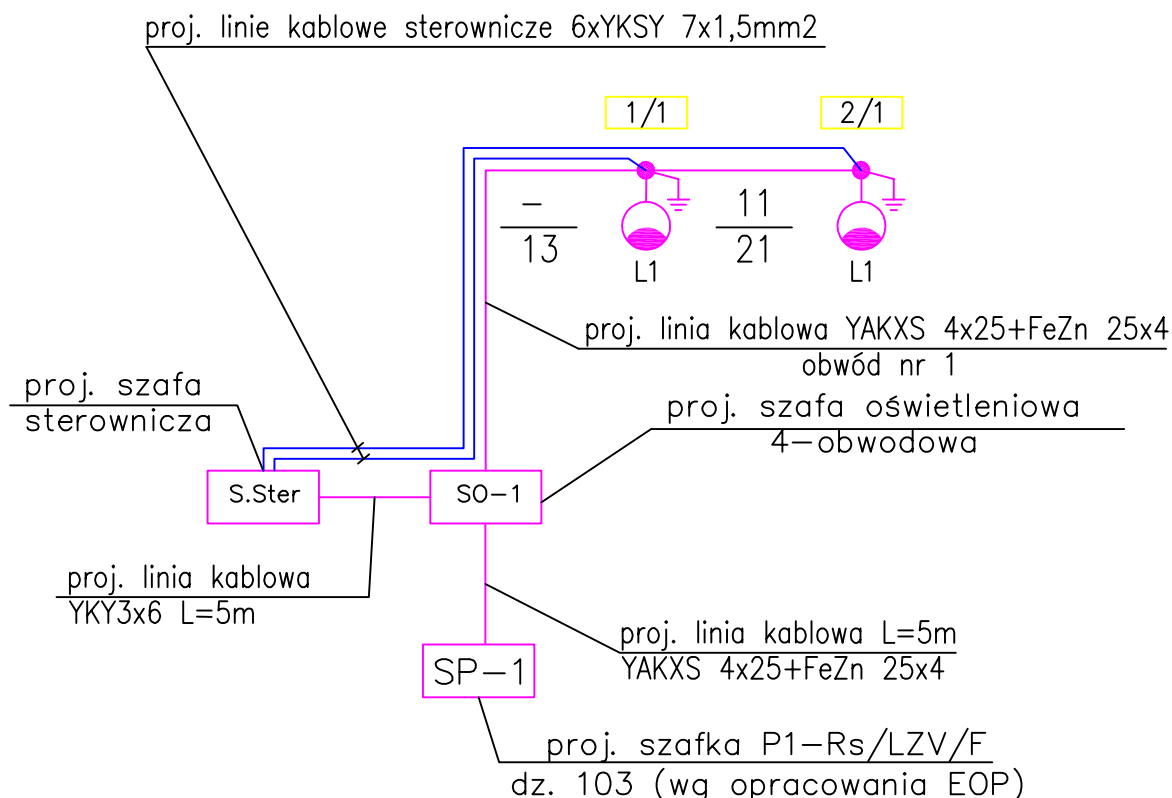 proj. linie kablowe sterownicze 6xYKSY 7x1,5mm2
1/1
2/1
–
13
11
21
L1
L1
proj. linia kablowa YAKXS 4x25+FeZn 25x4
obwód nr 1
proj. szafa
sterownicza
proj. szafa oświetleniowa
4–obwodowa
S.Ster
SO–1
proj. linia kablowa
YKY3x6 L=5m
proj. linia kablowa L=5m
YAKXS 4x25+FeZn 25x4
SP–1
proj. szafka P1–Rs/LZV/F
dz. 103 (wg opracowania EOP)